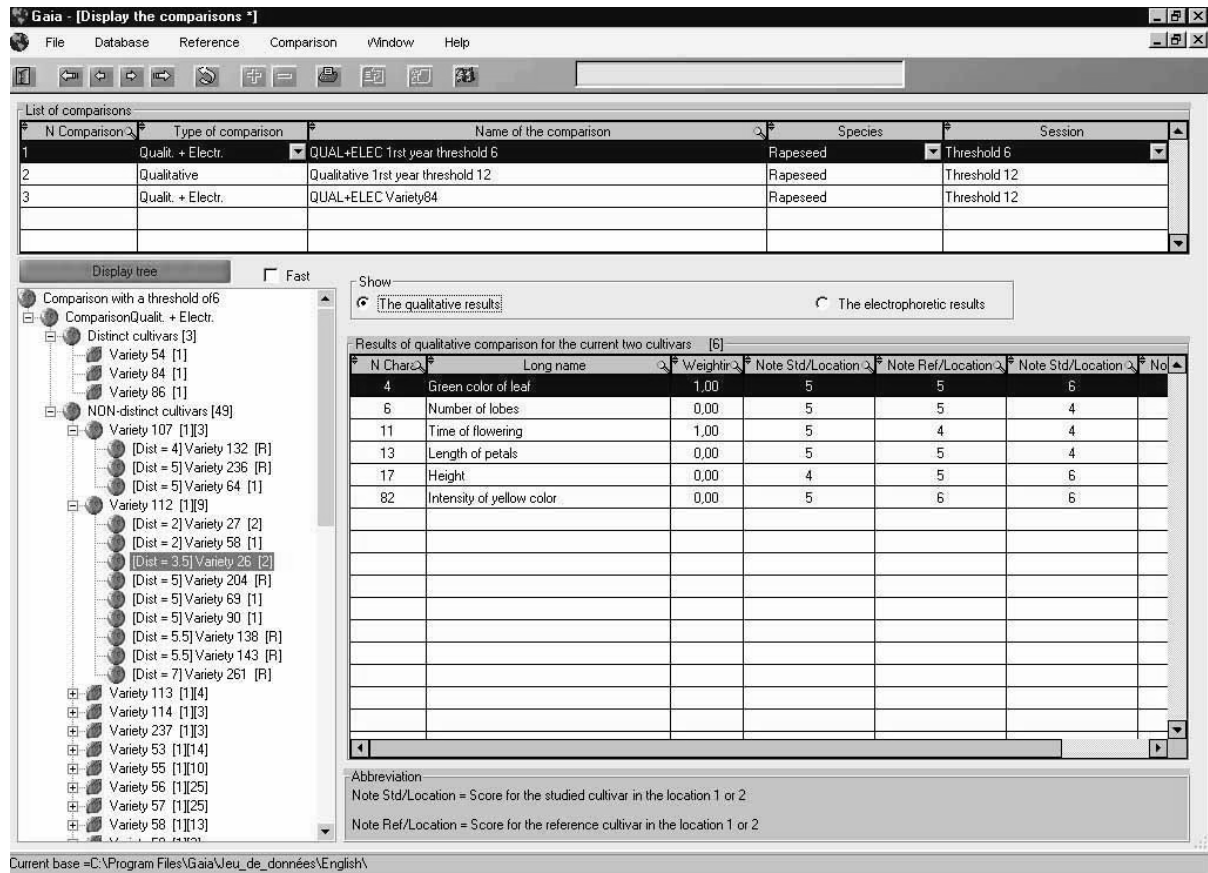 Gaia - [Display the comparisons *]
File Database Reference Comparison Window Help
List of comparisons
N Comparison Type of comparison Name of the comparison Species Session
1 Qualit. + Electr. QUAL+ELEC 1rst year threshold 6 Rapeseed Threshold 6
2 Qualitative Qualitative 1rst year threshold 12 Rapeseed Threshold 12
3 Qualit. + Electr. QUAL+ELEC Variety84 Rapeseed Threshold 12
Display tree Fast
Comparison with a threshold of6
ComparisonQualit. + Electr.
Distinct cultivars [3]
Variety 54 [1]
Variety 84 [1]
Variety 86 [1]
NON-distinct cultivars [49]
Variety 107 [1][3]
[Dist = 4] Variety 132 [R]
[Dist = 5] Variety 236 [R]
[Dist = 5] Variety 64 [1]
Variety 112 [1][9]
[Dist = 2] Variety 27 [2]
[Dist = 2] Variety 58 [1]
[Dist = 3.5] Variety 26 [2]
[Dist = 5] Variety 204 [R]
[Dist = 5] Variety 69 [1]
[Dist = 5] Variety 90 [1]
[Dist = 5.5] Variety 138 [R]
[Dist = 5.5] Variety 143 [R]
[Dist = 7] Variety 261 [R]
Variety 113 [1][4]
Variety 114 [1][3]
Variety 237 [1][3]
Variety 53 [1][14]
Variety 55 [1][10]
Variety 56 [1][25]
Variety 57 [1][25]
Variety 58 [1][13]
Show
The qualitative results The electrophoretic results
Results of qualitative comparison for the current two cultivars [6]
N Charc Long name Weightin Note Std/Location Note Ref/Location Note Std/Location No
4 Green color of leaf 1,00 5 5 6
6 Number of lobes 0,00 5 5 4
11 Time of flowering 1,00 5 4 4
13 Length of petals 0,00 5 5 4
17 Height 0,00 4 5 6
82 Intensity of yellow color 0,00 5 6 6
Abbreviation
Note Std/Location = Score for the studied cultivar in the location 1 or 2
Note Ref/Location = Score for the reference cultivar in the location 1 or 2
Current base =C:\Program Files\Gaia\Jeu_de_données\English\